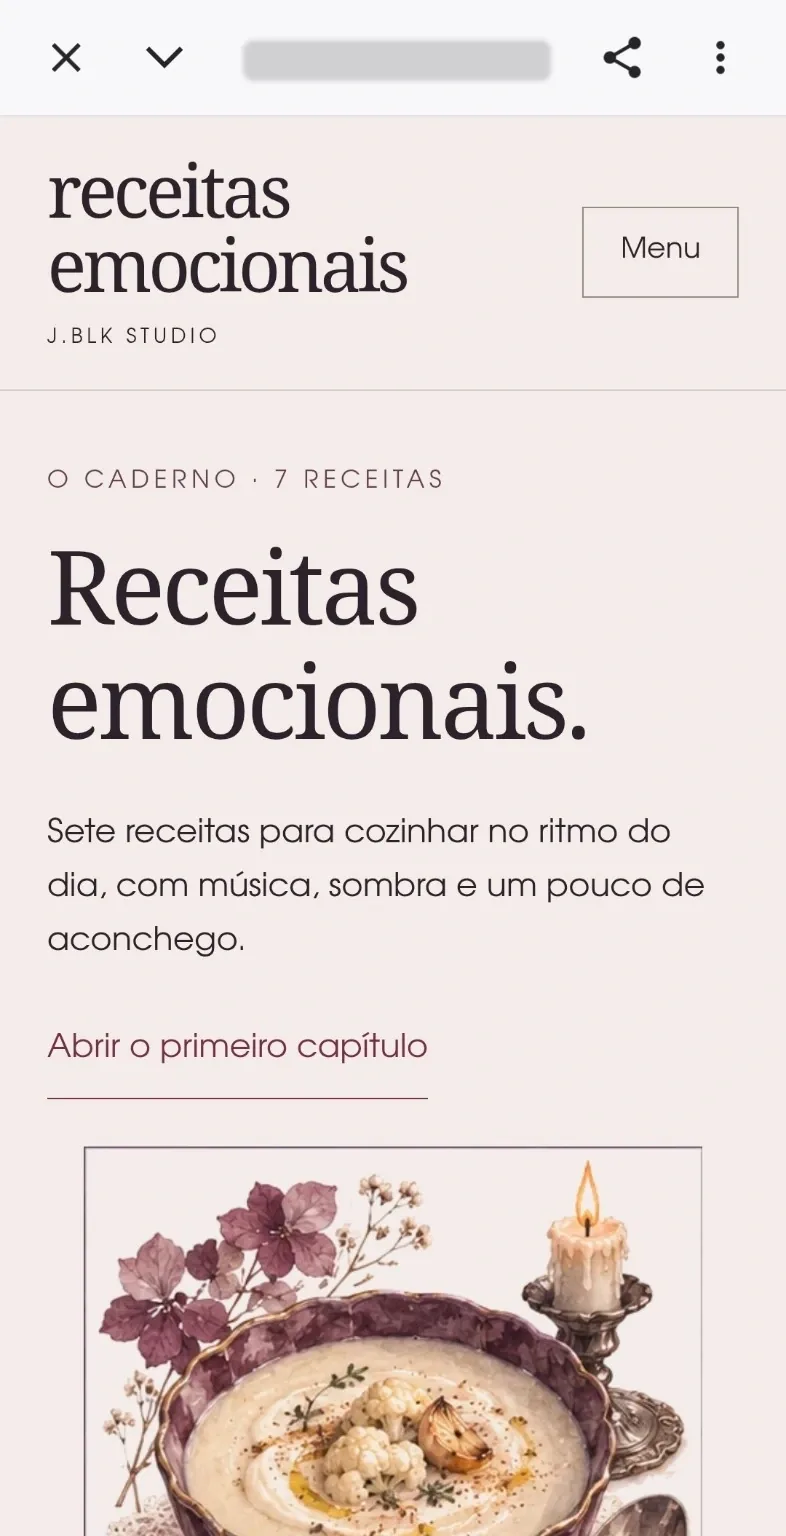 receitas
emocionais
J.BLK STUDIO
Menu
O CADERNO · 7 RECEITAS
Receitas
emocionais.
Sete receitas para cozinhar no ritmo do
dia, com música, sombra e um pouco de
aconchego.
Abrir o primeiro capítulo